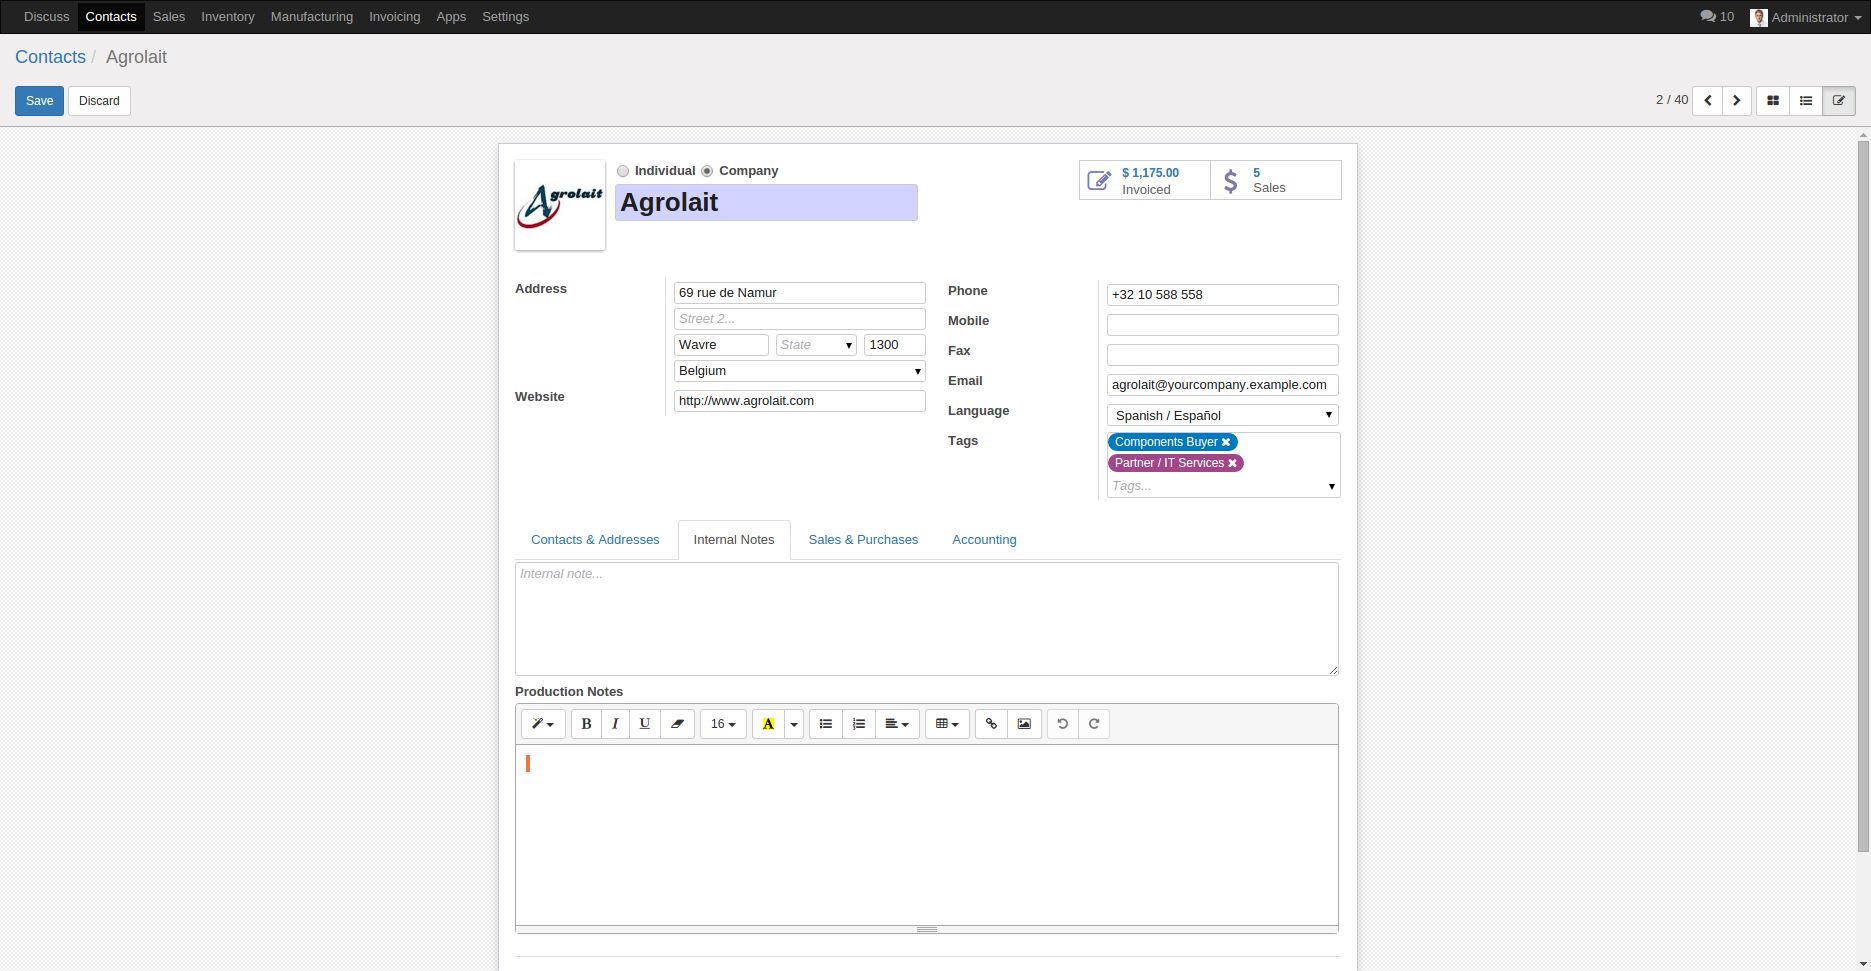 Discuss Contacts Sales Inventory Manufacturing Invoicing Apps Settings 10 Administrator
Contacts / Agrolait
Save Discard 2 / 40
Agrolait
Individual Company
Agrolait
$ 1,175.00
Invoiced
5
Sales
Address
69 rue de Namur
Street 2...
Wavre State 1300
Belgium
Website http://www.agrolait.com
Phone +32 10 588 558
Mobile
Fax
Email agrolait@yourcompany.example.com
Language Spanish / Español
Tags Components Buyer
Partner / IT Services
Tags...
Contacts & Addresses Internal Notes Sales & Purchases Accounting
Internal note...
Production Notes
B I U 16 A